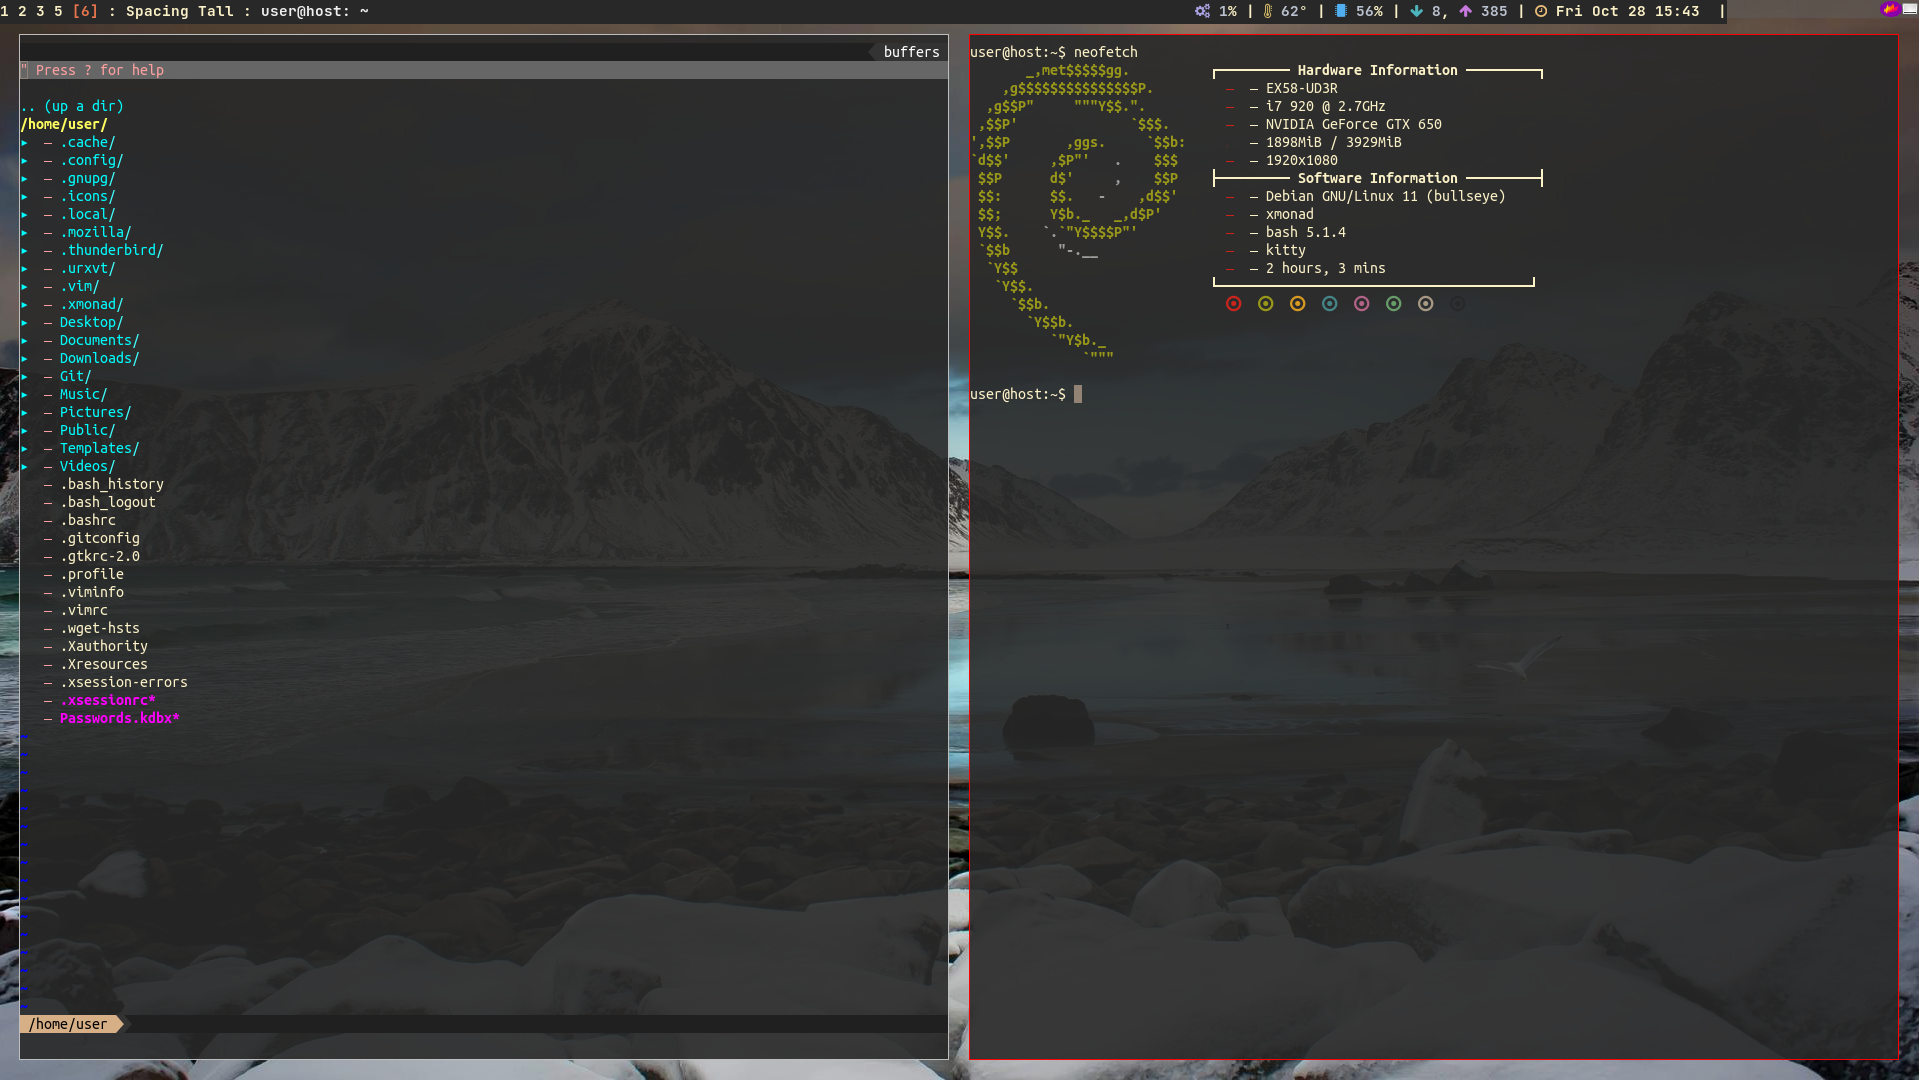 1 2 3 5 [6] : Spacing Tall : user@host: ~
1% | 62° | 56% | 8, 385 | Fri Oct 28 15:43 |
buffers
" Press ? for help
.. (up a dir)
/home/user/
▸ – .cache/
▸ – .config/
▸ – .gnupg/
▸ – .icons/
▸ – .local/
▸ – .mozilla/
▸ – .thunderbird/
▸ – .urxvt/
▸ – .vim/
▸ – .xmonad/
▸ – Desktop/
▸ – Documents/
▸ – Downloads/
▸ – Git/
▸ – Music/
▸ – Pictures/
▸ – Public/
▸ – Templates/
▸ – Videos/
– .bash_history
– .bash_logout
– .bashrc
– .gitconfig
– .gtkrc-2.0
– .profile
– .viminfo
– .vimrc
– .wget-hsts
– .Xauthority
– .Xresources
– .xsession-errors
– .xsessionrc*
– Passwords.kdbx*
/home/user
user@host:~$ neofetch
       _,met$$$$$gg.
    ,g$$$$$$$$$$$$$$$P.
  ,g$$P"     """Y$$.".
 ,$$P'              `$$$.
',$$P       ,ggs.     `$$b:
`d$$'     ,$P"'   .    $$$
 $$P      d$'     ,    $$P
 $$:      $$.   -    ,d$$'
 $$;      Y$b._   _,d$P'
 Y$$.    `.`"Y$$$$P"'
 `$$b      "-.__
  `Y$$
   `Y$$.
     `$$b.
       `Y$$b.
          `"Y$b._
              `"""
Hardware Information
– – EX58-UD3R
– – i7 920 @ 2.7GHz
– – NVIDIA GeForce GTX 650
– 1898MiB / 3929MiB
– – 1920x1080
Software Information
– – Debian GNU/Linux 11 (bullseye)
– – xmonad
– – bash 5.1.4
– – kitty
– – 2 hours, 3 mins
user@host:~$